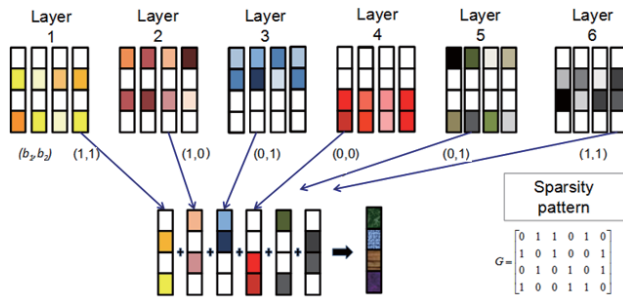 Layer 1
Layer 2
Layer 3
Layer 4
Layer 5
Layer 6
(b₁,b₂) (1,1) (1,0) (0,1) (0,0) (0,1) (1,1)
+ + + + +
Sparsity
pattern
0 1 1 0 1 0
G= 1 0 1 0 0 1
0 1 0 1 0 1
1 0 0 1 1 0